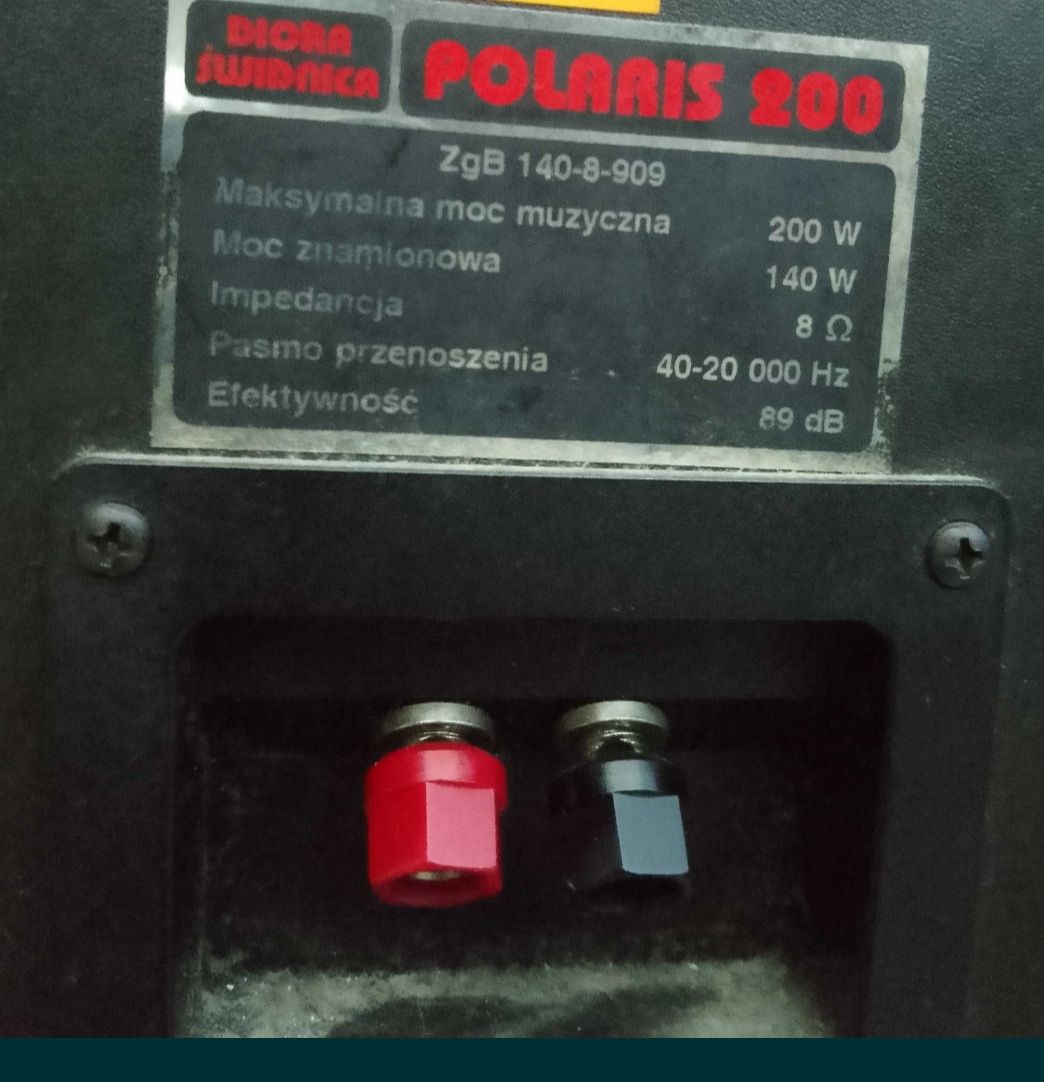 DIORA
ŚWIDNICA
POLARIS 200
ZgB 140-8-909
Maksymalna moc muzyczna 200 W
Moc znamionowa 140 W
Impedancja 8 Ω
Pasmo przenoszenia 40-20 000 Hz
Efektywność 89 dB